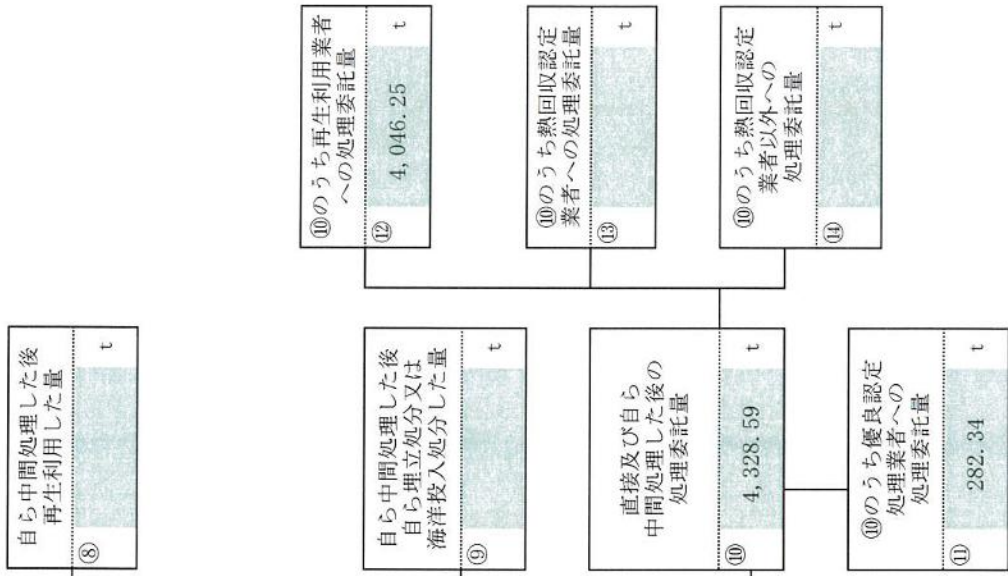 自ら中間処理した後
再生利用した量
⑧ t
自ら中間処理した後
自ら埋立処分又は
海洋投入処分した量
⑨ t
直接及び自ら
中間処理した後の
処理委託量
⑩ 4,328.59 t
⑩のうち優良認定
処理業者への
処理委託量
⑪ 282.34 t
⑩のうち再生利用業者
への処理委託量
⑫ 4,046.25 t
⑩のうち熱回収認定
業者への処理委託量
⑬ t
⑩のうち熱回収認定
業者以外への
処理委託量
⑭ t